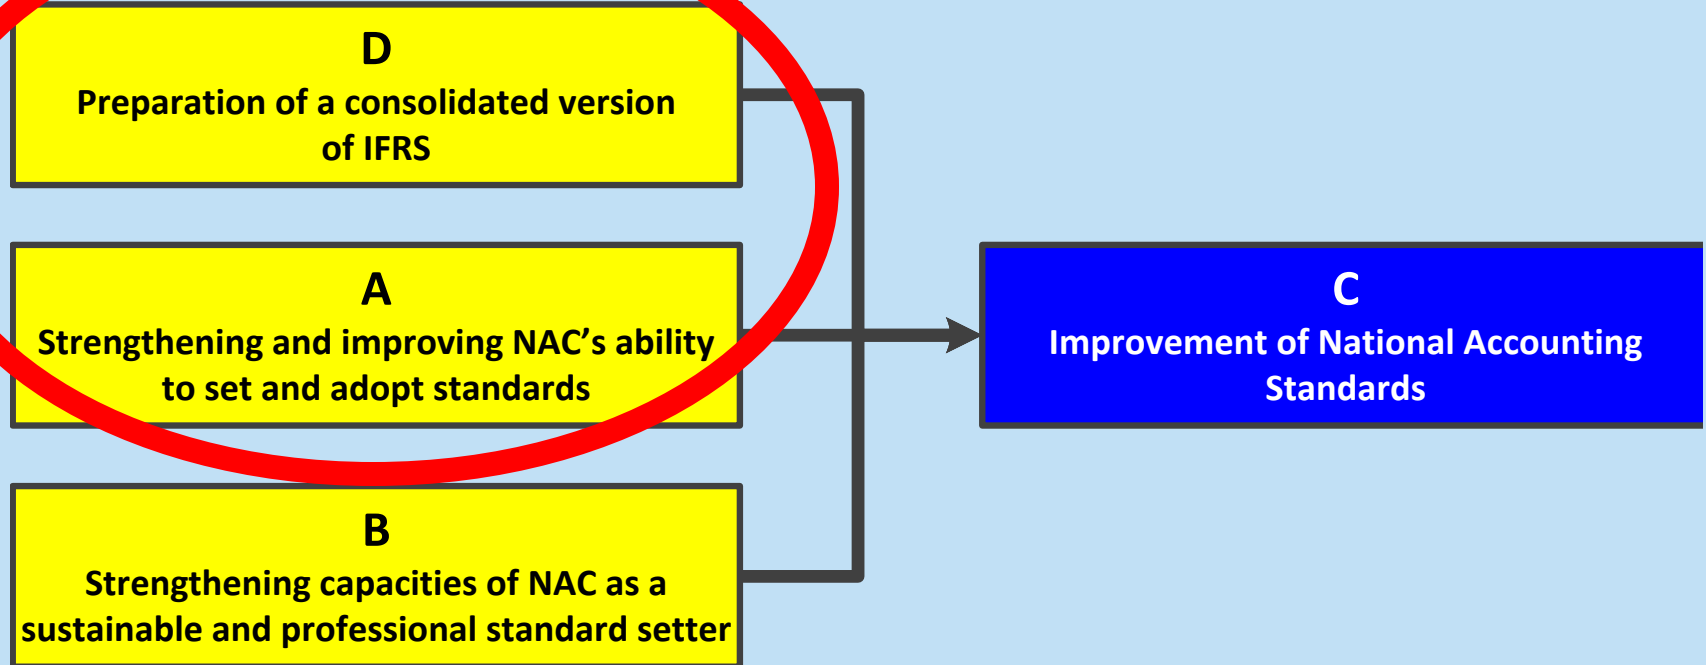 D
Preparation of a consolidated version
of IFRS
A
Strengthening and improving NAC’s ability
to set and adopt standards
B
Strengthening capacities of NAC as a
sustainable and professional standard setter
C
Improvement of National Accounting
Standards